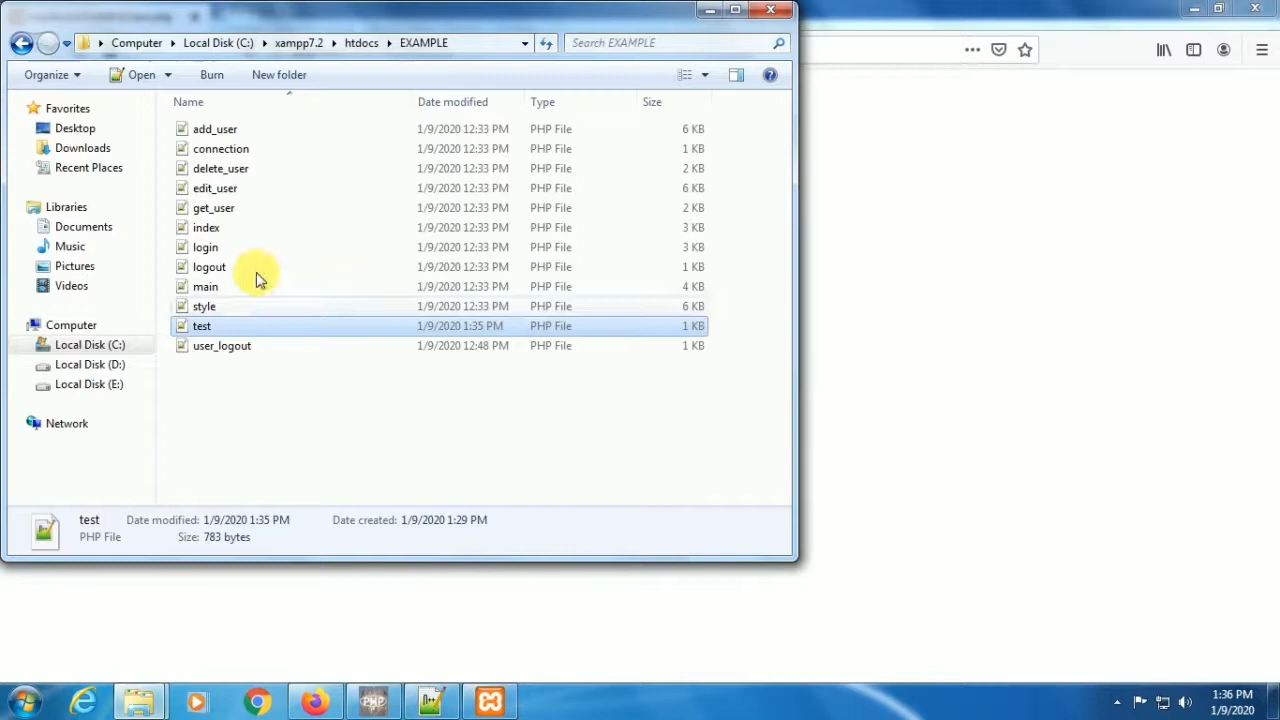 Computer Local Disk (C:) xampp7.2 htdocs EXAMPLE Search EXAMPLE
Organize Open Burn New folder
Name Date modified Type Size
Favorites
Desktop
Downloads
Recent Places
Libraries
Documents
Music
Pictures
Videos
Computer
Local Disk (C:)
Local Disk (D:)
Local Disk (E:)
Network
add_user 1/9/2020 12:33 PM PHP File 6 KB
connection 1/9/2020 12:33 PM PHP File 1 KB
delete_user 1/9/2020 12:33 PM PHP File 2 KB
edit_user 1/9/2020 12:33 PM PHP File 6 KB
get_user 1/9/2020 12:33 PM PHP File 2 KB
index 1/9/2020 12:33 PM PHP File 3 KB
login 1/9/2020 12:33 PM PHP File 3 KB
logout 1/9/2020 12:33 PM PHP File 1 KB
main 1/9/2020 12:33 PM PHP File 4 KB
style 1/9/2020 12:33 PM PHP File 6 KB
test 1/9/2020 1:35 PM PHP File 1 KB
user_logout 1/9/2020 12:48 PM PHP File 1 KB
test Date modified: 1/9/2020 1:35 PM Date created: 1/9/2020 1:29 PM
PHP File Size: 783 bytes
1:36 PM
1/9/2020